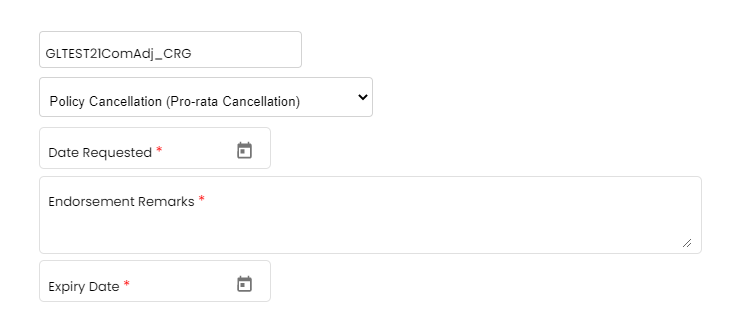 GLTEST21ComAdj_CRG
Policy Cancellation (Pro-rata Cancellation)
Date Requested *
Endorsement Remarks *
Expiry Date *